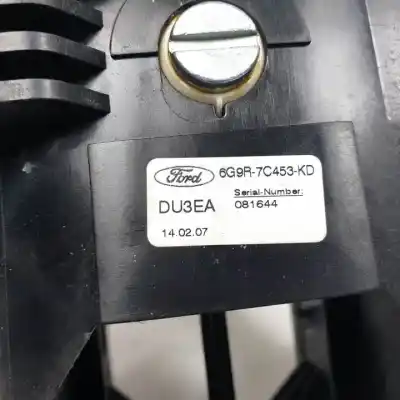 Ford 6G9R-7C453-KD
Serial-Number:
DU3EA 081644
14.02.07